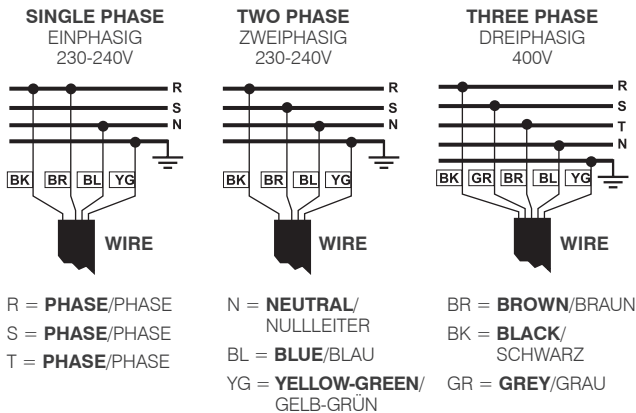 SINGLE PHASE
EINPHASIG
230-240V
R
S
N
BK BR BL YG
WIRE
TWO PHASE
ZWEIPHASIG
230-240V
R
S
N
BK BR BL YG
WIRE
THREE PHASE
DREIPHASIG
400V
R
S
T
N
BK GR BR BL YG
WIRE
R = PHASE/PHASE
S = PHASE/PHASE
T = PHASE/PHASE
N = NEUTRAL/
NULLLEITER
BL = BLUE/BLAU
YG = YELLOW-GREEN/
GELB-GRÜN
BR = BROWN/BRAUN
BK = BLACK/
SCHWARZ
GR = GREY/GRAU